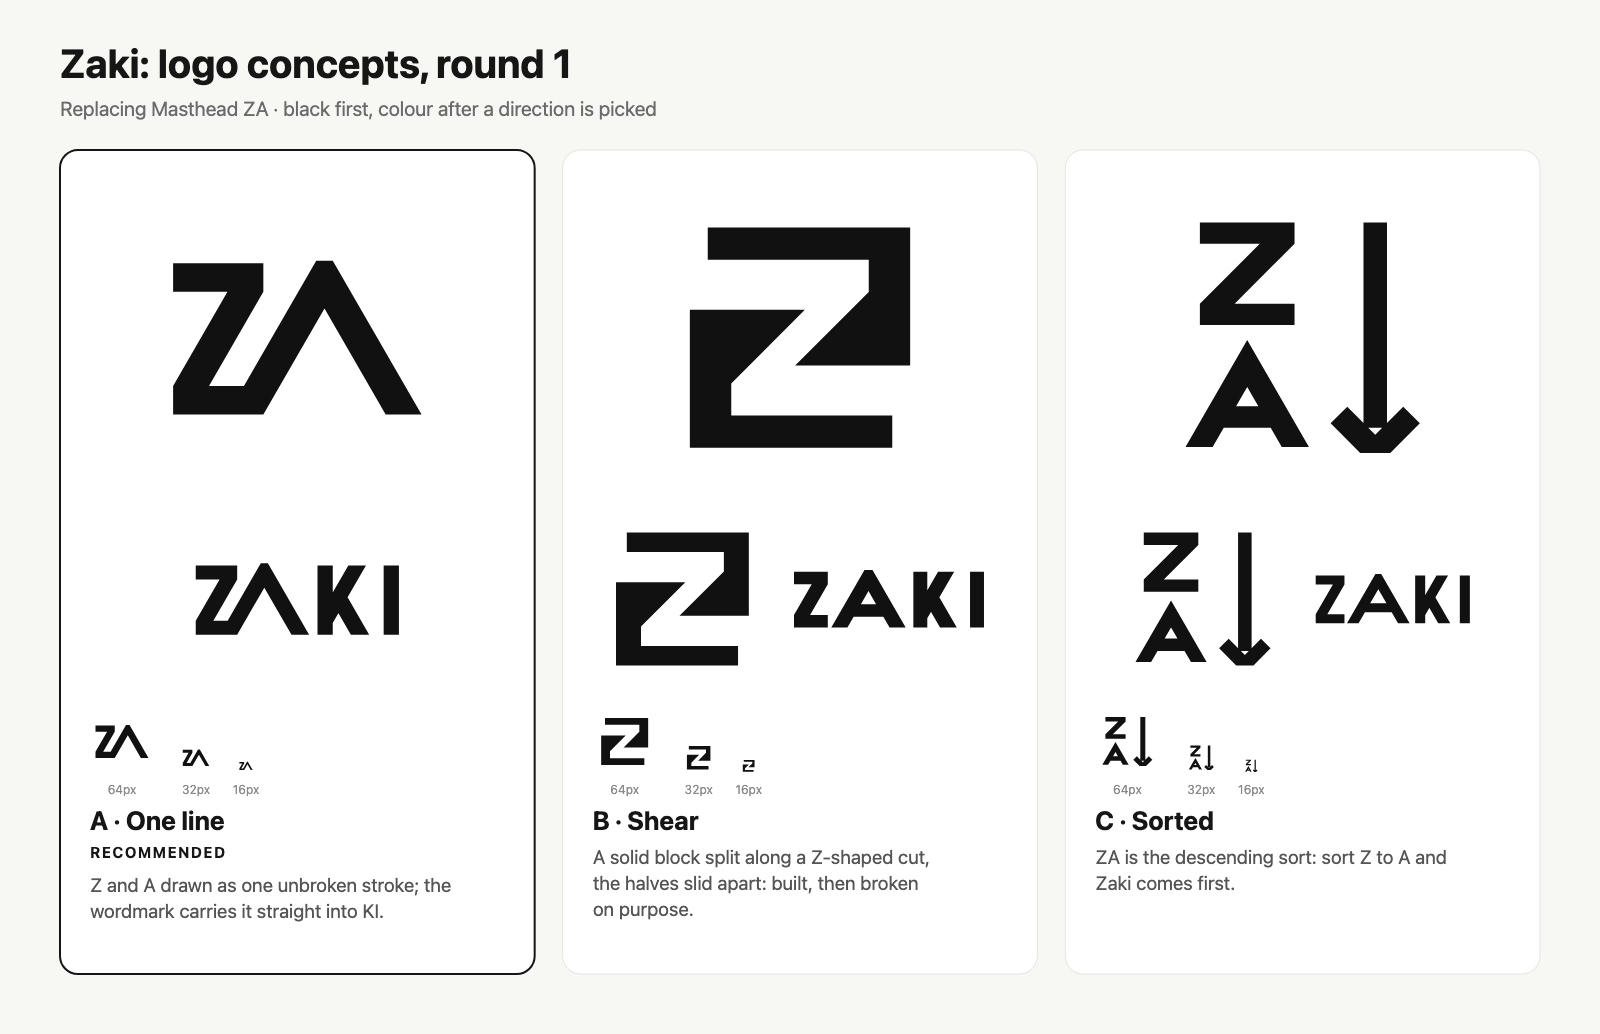 Zaki: logo concepts, round 1
Replacing Masthead ZA · black first, colour after a direction is picked
ZA
ZAKI
ZA
ZA
ZA
64px
32px
16px
A · One line
RECOMMENDED
Z and A drawn as one unbroken stroke; the
wordmark carries it straight into KI.
Z
Z ZAKI
Z
Z
Z
64px
32px
16px
B · Shear
A solid block split along a Z-shaped cut,
the halves slid apart: built, then broken
on purpose.
Z
A↓
Z
A↓ ZAKI
Z
A↓
Z
A↓
Z
A↓
64px
32px
16px
C · Sorted
ZA is the descending sort: sort Z to A and
Zaki comes first.